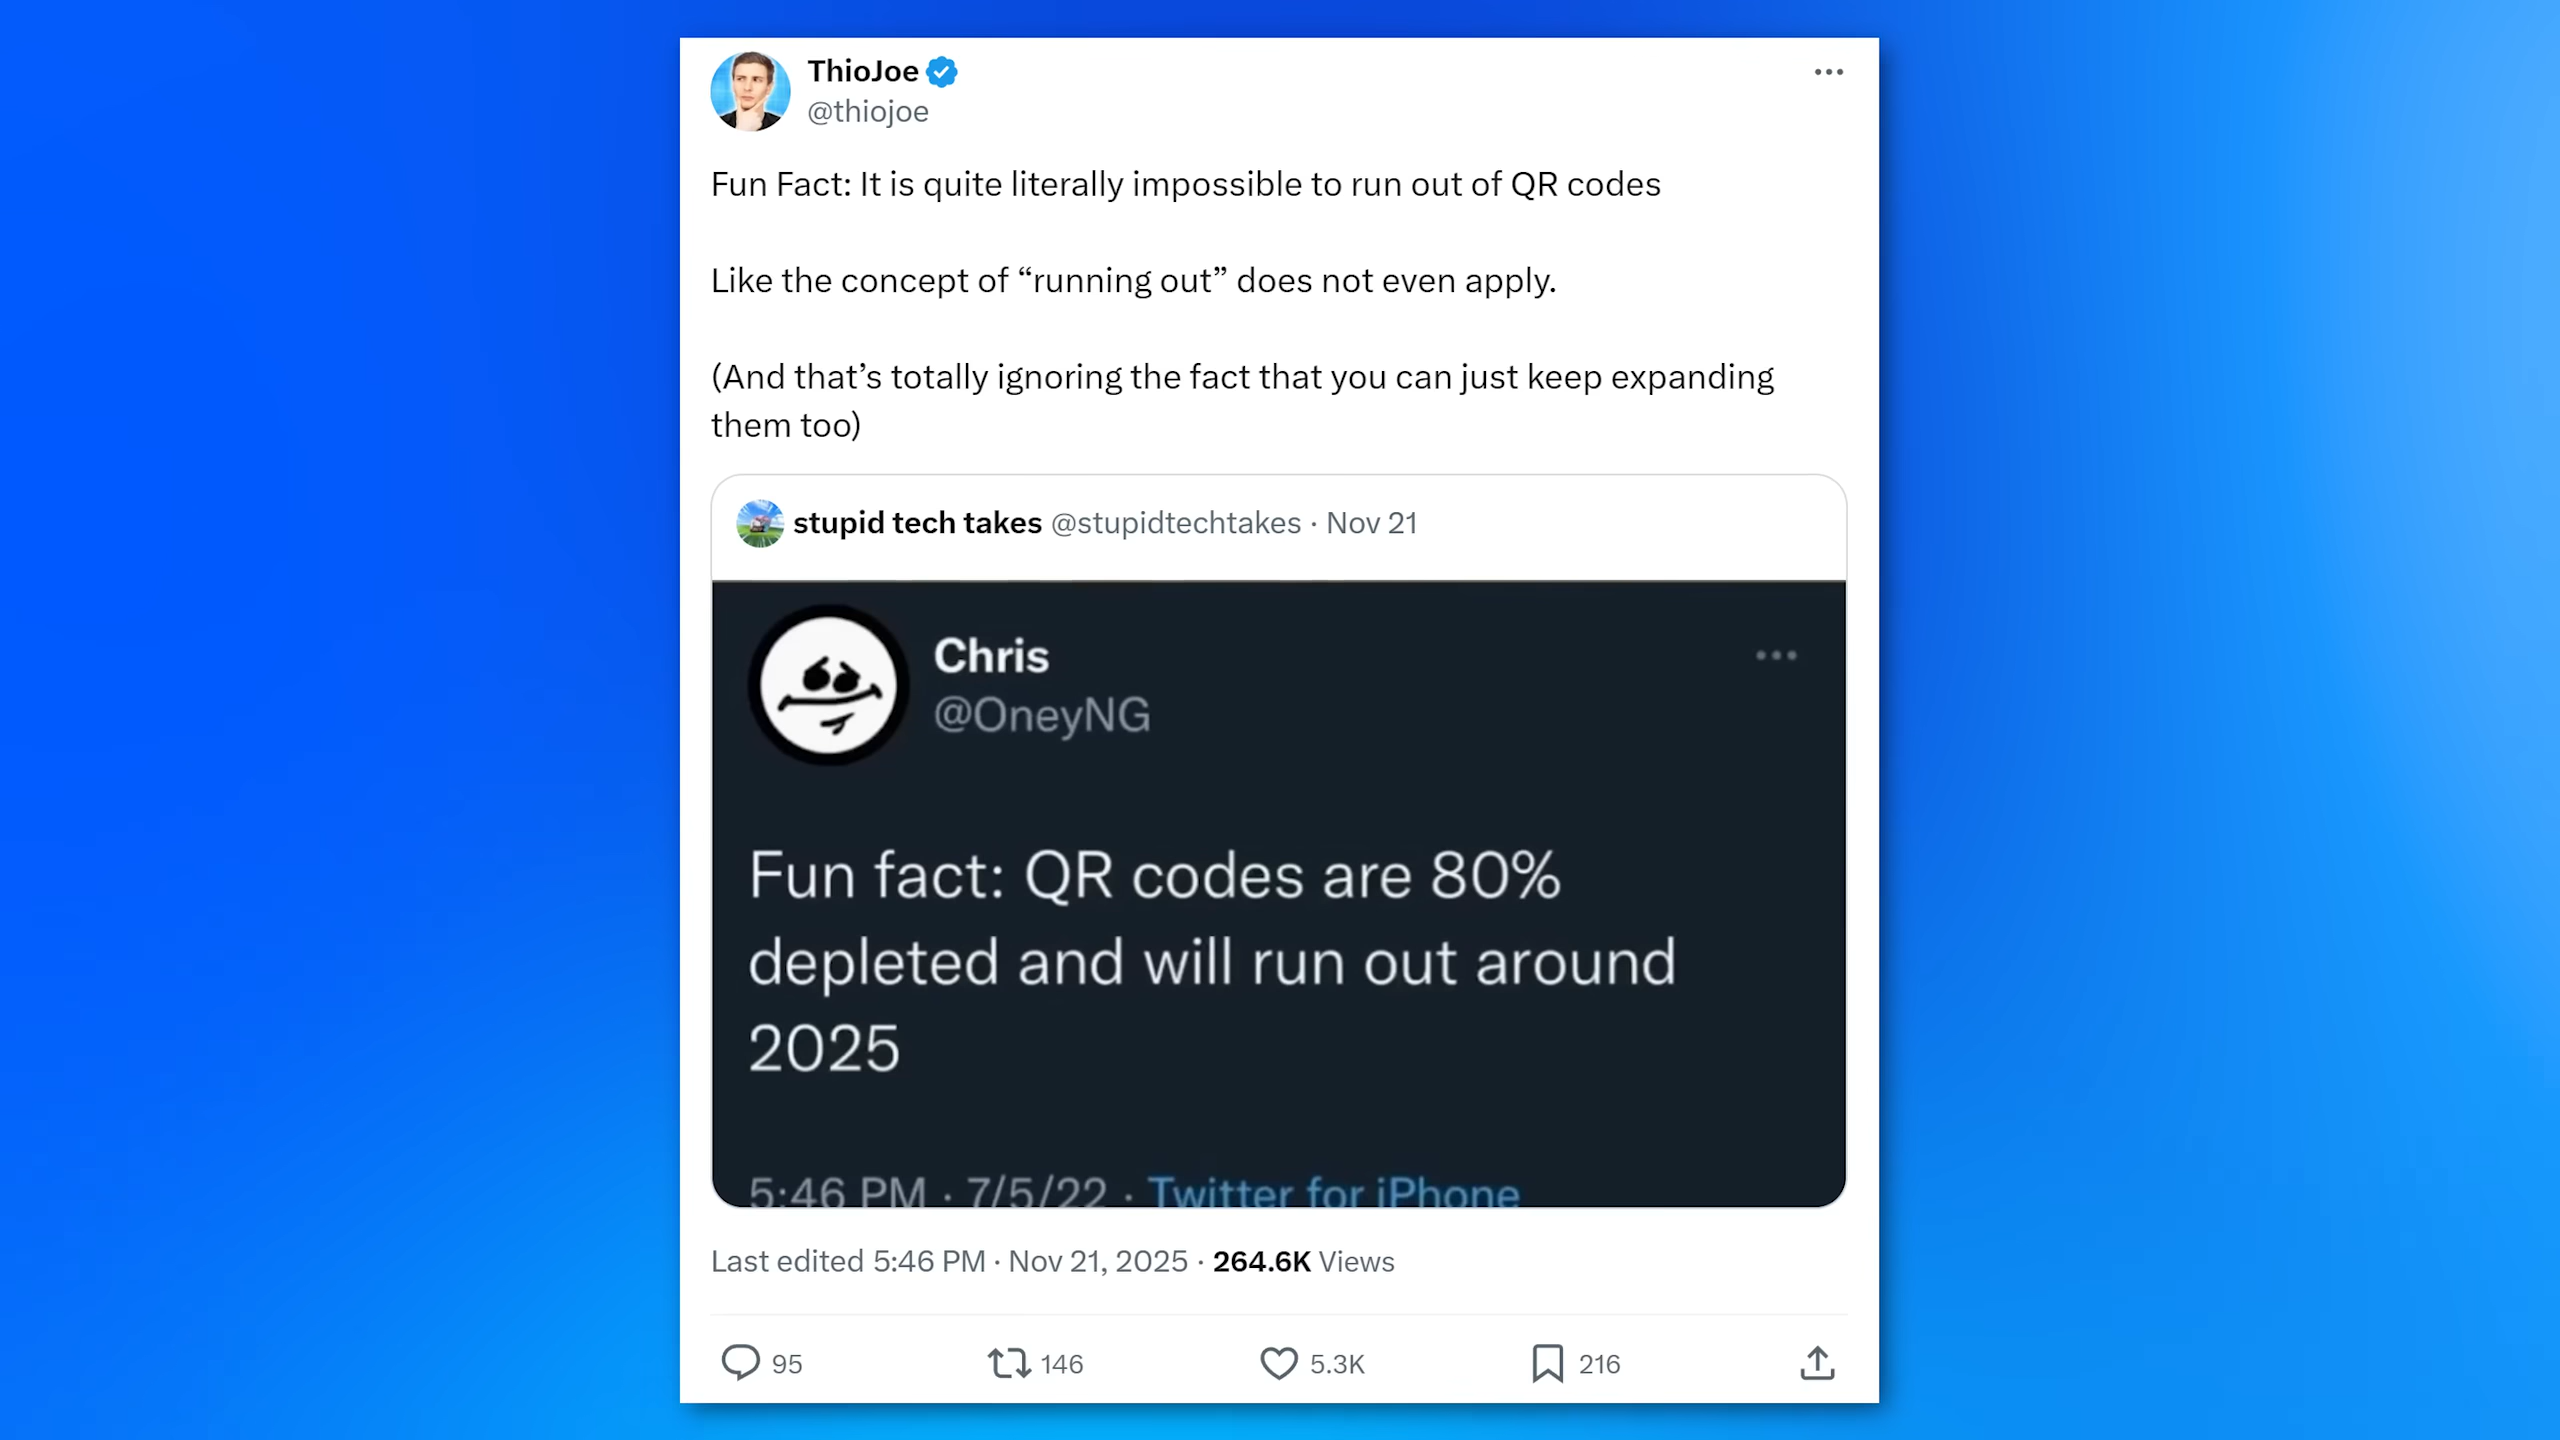 ThioJoe
@thiojoe
Fun Fact: It is quite literally impossible to run out of QR codes
Like the concept of “running out” does not even apply.
(And that’s totally ignoring the fact that you can just keep expanding
them too)
stupid tech takes @stupidtechtakes · Nov 21
Chris
@OneyNG
Fun fact: QR codes are 80%
depleted and will run out around
2025
5:46 PM · 7/5/22 · Twitter for iPhone
Last edited 5:46 PM · Nov 21, 2025 · 264.6K Views
95 146 5.3K 216